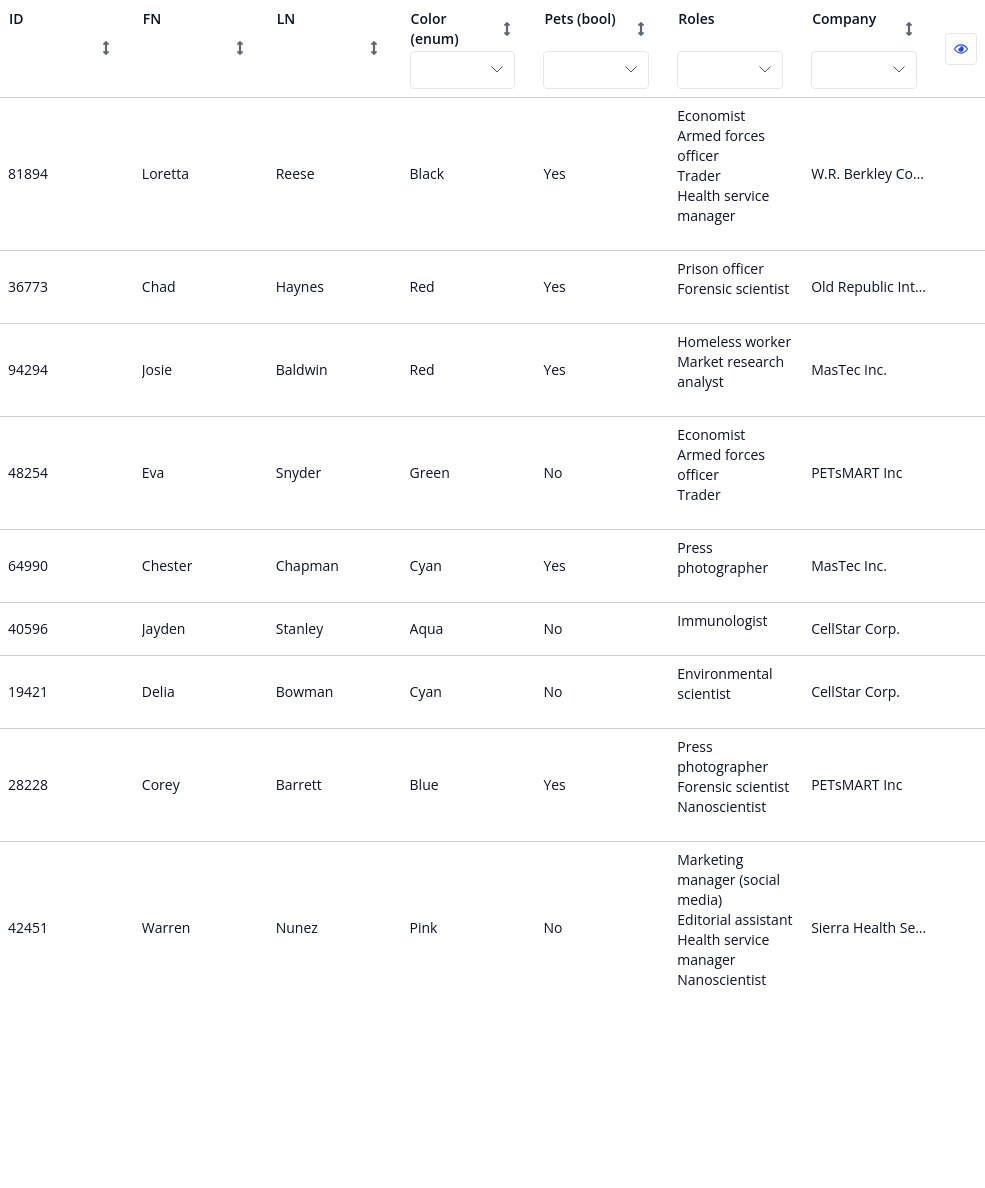 ID FN LN Color (enum) Pets (bool) Roles Company
81894 Loretta Reese Black Yes Economist
Armed forces
officer
Trader
Health service
manager
W.R. Berkley Co...
36773 Chad Haynes Red Yes Prison officer
Forensic scientist
Old Republic Int...
94294 Josie Baldwin Red Yes Homeless worker
Market research
analyst
MasTec Inc.
48254 Eva Snyder Green No Economist
Armed forces
officer
Trader
PETsMART Inc
64990 Chester Chapman Cyan Yes Press
photographer
MasTec Inc.
40596 Jayden Stanley Aqua No Immunologist
CellStar Corp.
19421 Delia Bowman Cyan No Environmental
scientist
CellStar Corp.
28228 Corey Barrett Blue Yes Press
photographer
Forensic scientist
Nanoscientist
PETsMART Inc
42451 Warren Nunez Pink No Marketing
manager (social
media)
Editorial assistant
Health service
manager
Nanoscientist
Sierra Health Se...